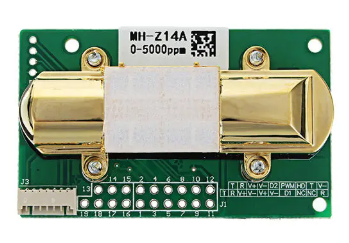 MH-Z14A
0-5000ppm
J3
14 15 2 4 6 8 10 12
13
J1
18 17 16 1 3 5 7 9 11
T R V+ V- D2 PWM HD T V-
T R V+ V- V+ V- D1 NC NC R